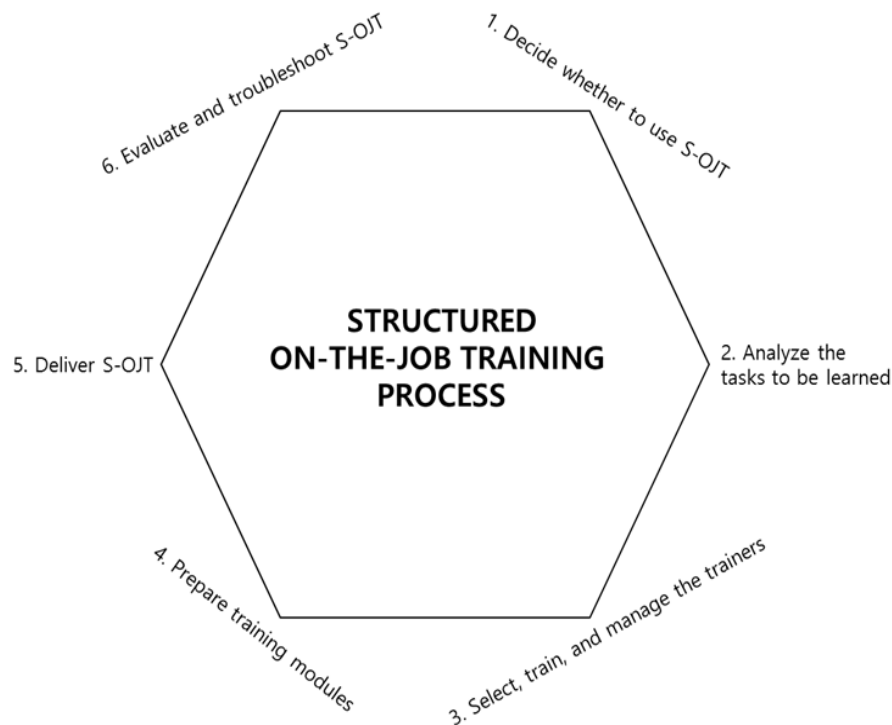 STRUCTURED
ON-THE-JOB TRAINING
PROCESS
1. Decide whether to use S-OJT
2. Analyze the
tasks to be learned
3. Select, train, and manage the trainers
4. Prepare training modules
5. Deliver S-OJT
6. Evaluate and troubleshoot S-OJT